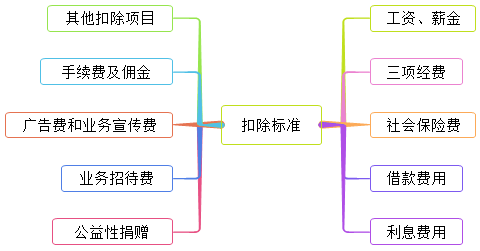 其他扣除项目
手续费及佣金
广告费和业务宣传费
业务招待费
公益性捐赠
扣除标准
工资、薪金
三项经费
社会保险费
借款费用
利息费用